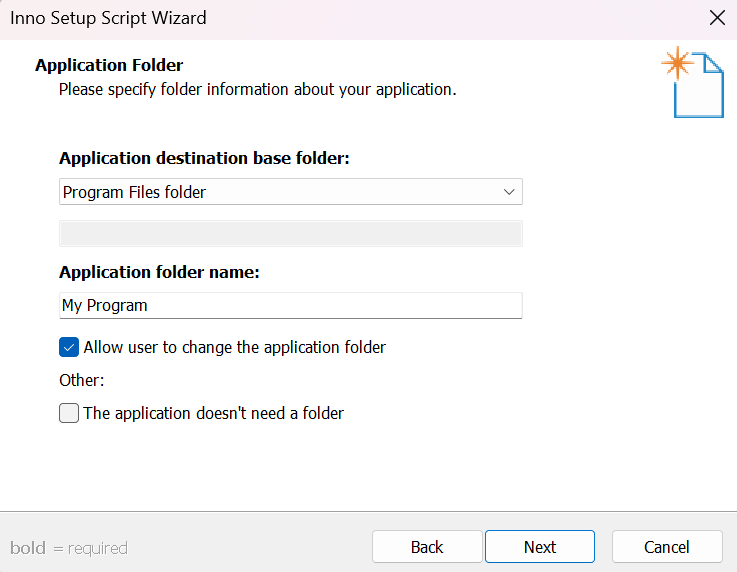 Inno Setup Script Wizard
Application Folder
Please specify folder information about your application.
Application destination base folder:
Program Files folder
Application folder name:
My Program
Allow user to change the application folder
Other:
The application doesn't need a folder
bold = required
Back
Next
Cancel